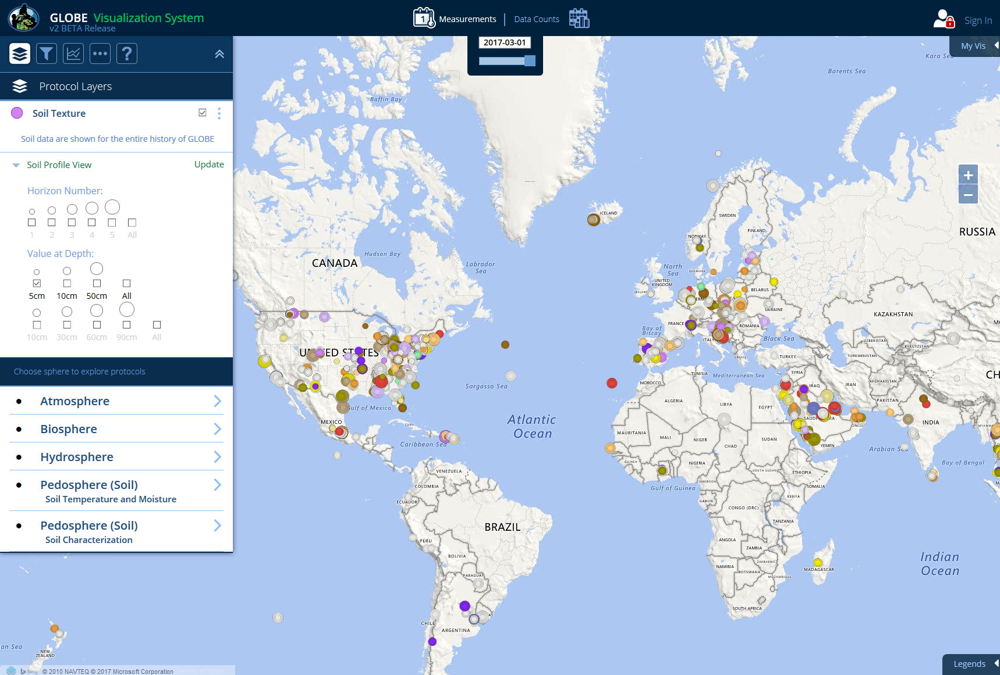 GLOBE Visualization System
v2 BETA Release
1
Measurements
Data Counts
Sign In
2017-03-01
My Vis
?
Protocol Layers
Soil Texture
Soil data are shown for the entire history of GLOBE
Soil Profile View
Update
Horizon Number:
1 2 3 4 5 All
Value at Depth:
5cm 10cm 50cm All
10cm 30cm 60cm 90cm All
Choose sphere to explore protocols
Atmosphere
Biosphere
Hydrosphere
Pedosphere (Soil)
Soil Temperature and Moisture
Pedosphere (Soil)
Soil Characterization
Kara Sea
Barents Sea
Baffin Bay
ICELAND
SWEDEN
FINLAND
NORWAY
RUSSIA
Hudson Bay
CANADA
Labrador
Sea
North
Sea
DENMARK
UNITED
KINGDOM
BELARUS
UKRAINE
KAZAKHSTAN
FRANCE
ROMANIA
Bay of
Biscay
ITALY
Black Sea
UZBEKISTAN
KYRGYZSTAN
UNITED STATES
GREECE
TURKEY
TURKMENISTAN
TUNISIA
Mediterranean Sea
SYRIA
CH
Sargasso Sea
MOROCCO
IRAQ
IRAN
AFGHANISTAN
ALGERIA
LIBYA
EGYPT
PAKISTAN
Gulf of Mexico
MEXICO
CUBA
Atlantic
Ocean
SAUDI
INDIA
MYANMAR
MAURITANIA
MALI
NIGER
SUDAN
CHAD
YEMEN
Caribbean Sea
Arabian Sea
GUINEA
NIGERIA
SOUTH SUDAN
ETHIOPIA
Bay of Bengal
VENEZUELA
COLOMBIA
Gulf of Guinea
CAMEROON
SOMALIA
ECUADOR
GABON
KENYA
CONGO (DRC)
TANZANIA
BRAZIL
PERU
ANGOLA
ZAMBIA
BOLIVIA
ZIMBABWE
NAMIBIA
BOTSWANA
MOZAMBIQUE
MADAGASCAR
Indian
Ocean
PARAGUAY
SOUTH AFRICA
CHILE
ARGENTINA
an Sea
NEW
ZEALAND
Legends
bing © 2010 NAVTEQ © 2017 Microsoft Corporation